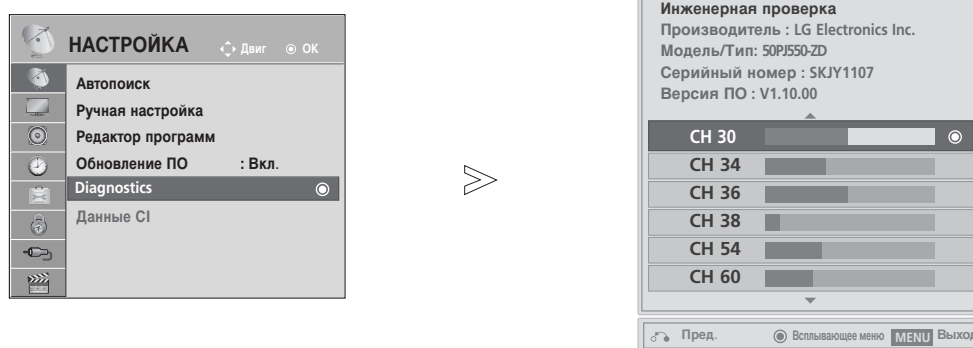 НАСТРОЙКА Двиг OK
Автопоиск
Ручная настройка
Редактор программ
Обновление ПО : Вкл.
Diagnostics
Данные CI
Инженерная проверка
Производитель : LG Electronics Inc.
Модель/Тип: 50PJ550-ZD
Серийный номер : SKJY1107
Версия ПО : V1.10.00
CH 30
CH 34
CH 36
CH 38
CH 54
CH 60
Пред. Всплывающее меню MENU Выход